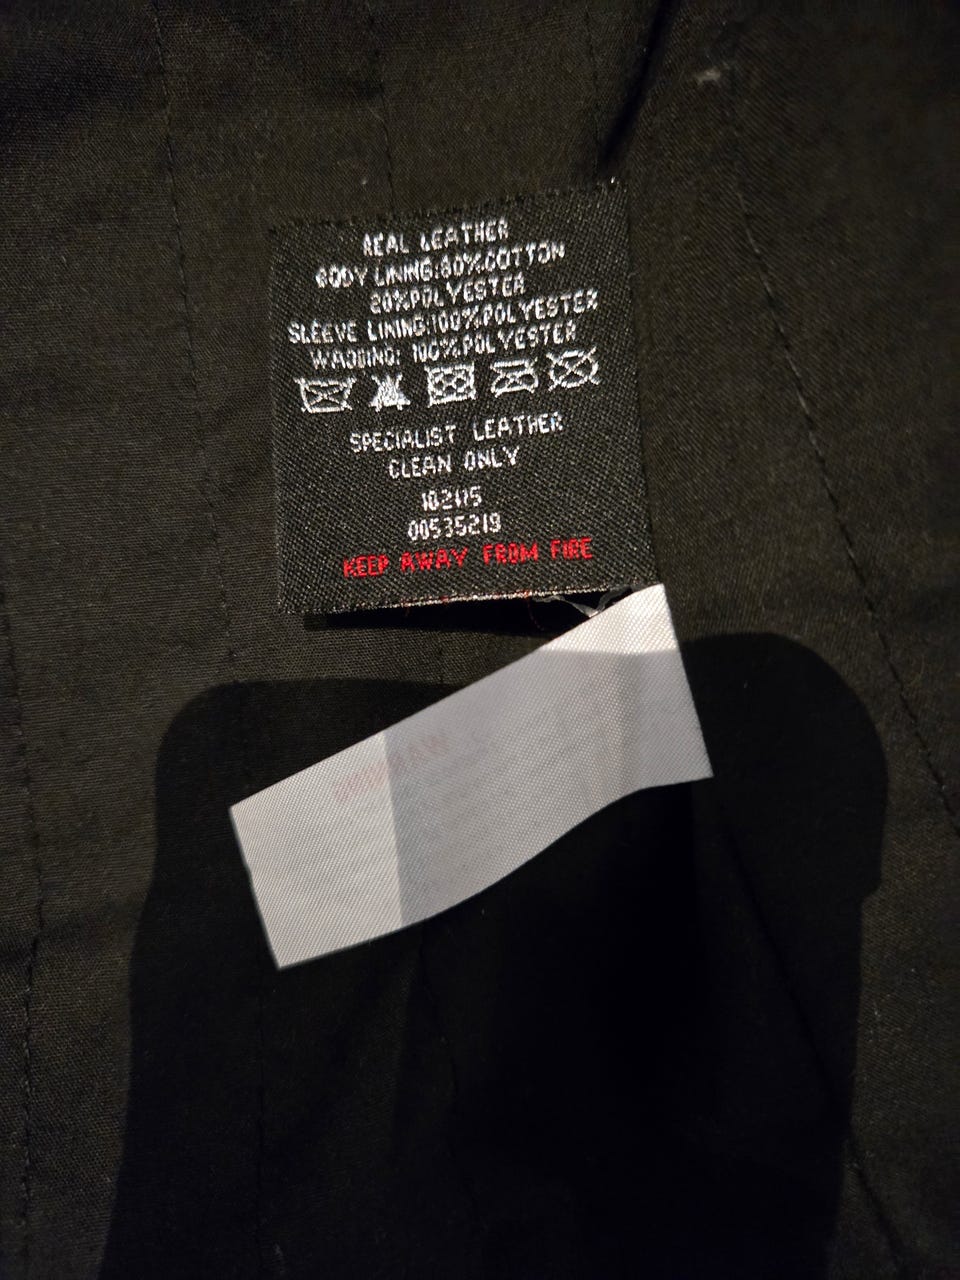 REAL LEATHER
BODY LINING:80%COTTON
20%POLYESTER
SLEEVE LINING:100%POLYESTER
WADDING: 100%POLYESTER
SPECIALIST LEATHER
CLEAN ONLY
182115
00535219
KEEP AWAY FROM FIRE